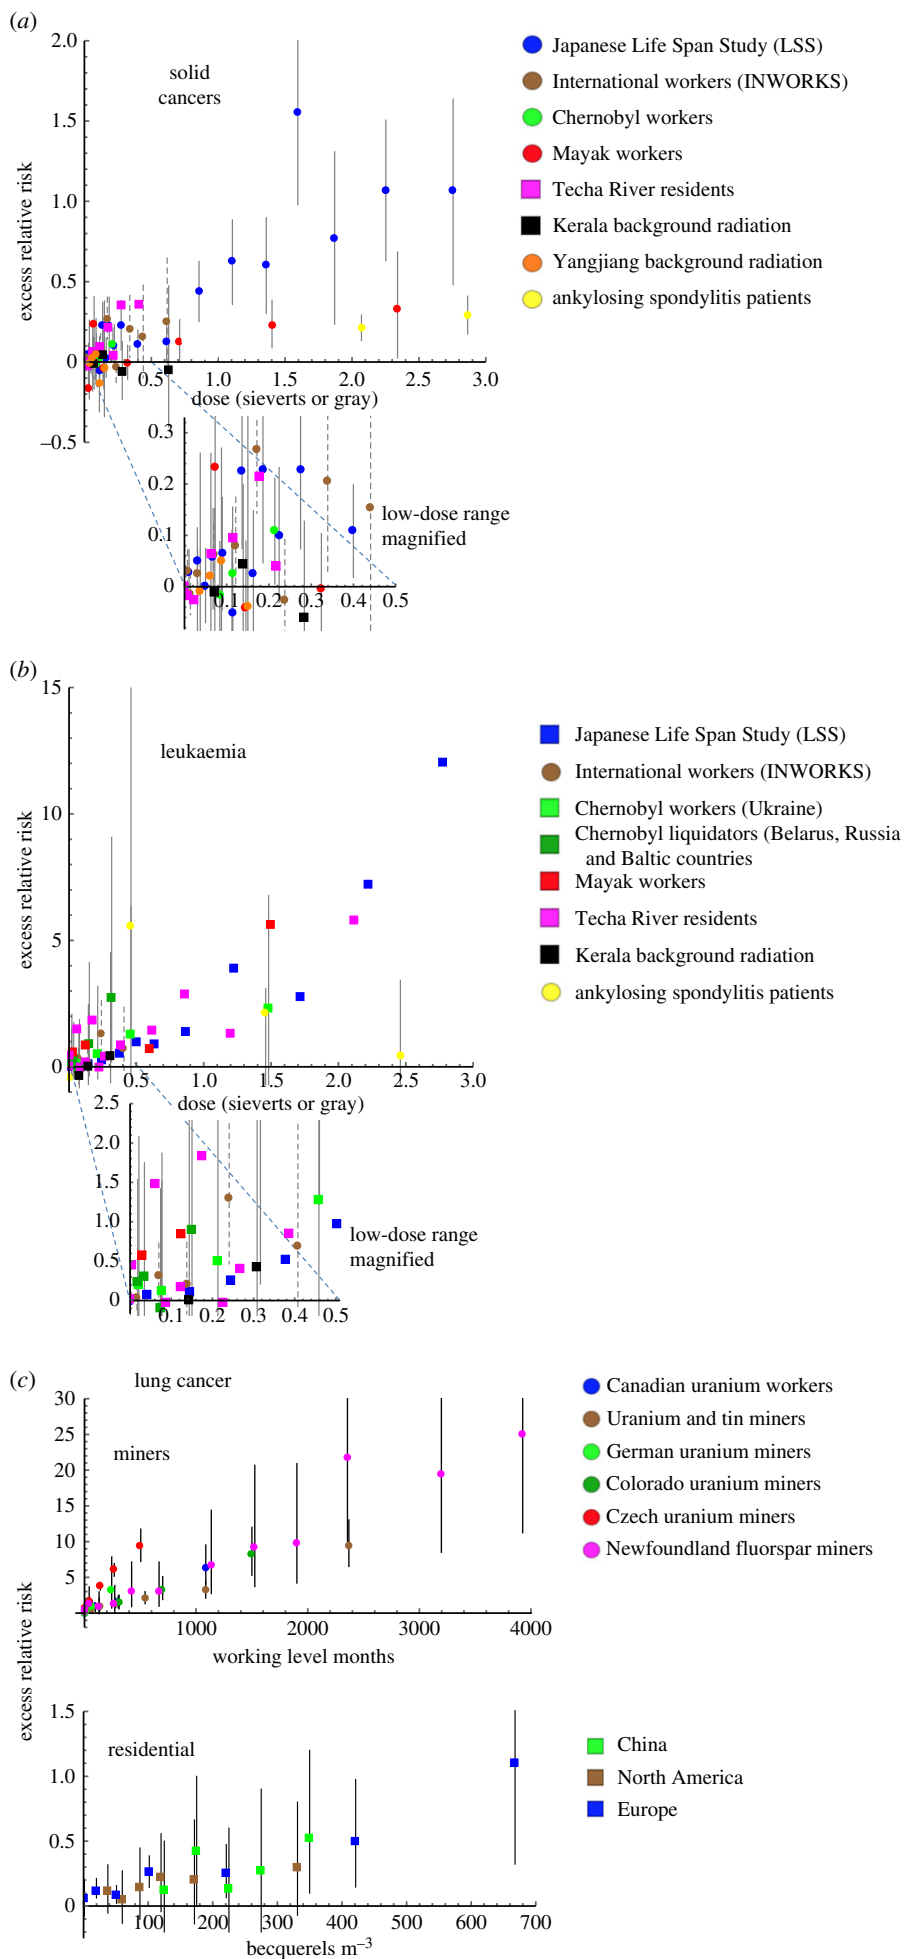 (a)
2.0
1.5
1.0
0.5
0
–0.5
excess relative risk
solid
cancers
0.5
1.0
1.5
2.0
2.5
3.0
dose (sieverts or gray)
Japanese Life Span Study (LSS)
International workers (INWORKS)
Chernobyl workers
Mayak workers
Techa River residents
Kerala background radiation
Yangjiang background radiation
ankylosing spondylitis patients
0.3
0.2
0.1
0
0.1
0.2
0.3
0.4
0.5
low-dose range
magnified
(b)
15
10
5
0
excess relative risk
leukaemia
0.5
1.0
1.5
2.0
2.5
3.0
dose (sieverts or gray)
Japanese Life Span Study (LSS)
International workers (INWORKS)
Chernobyl workers (Ukraine)
Chernobyl liquidators (Belarus, Russia
and Baltic countries
Mayak workers
Techa River residents
Kerala background radiation
ankylosing spondylitis patients
2.5
2.0
1.5
1.0
0.5
0
0.1
0.2
0.3
0.4
0.5
low-dose range
magnified
(c)
lung cancer
30
25
20
15
10
5
miners
1000
2000
3000
4000
working level months
Canadian uranium workers
Uranium and tin miners
German uranium miners
Colorado uranium miners
Czech uranium miners
Newfoundland fluorspar miners
excess relative risk
1.5
1.0
0.5
0
residential
100
200
300
400
500
600
700
becquerels m⁻³
China
North America
Europe